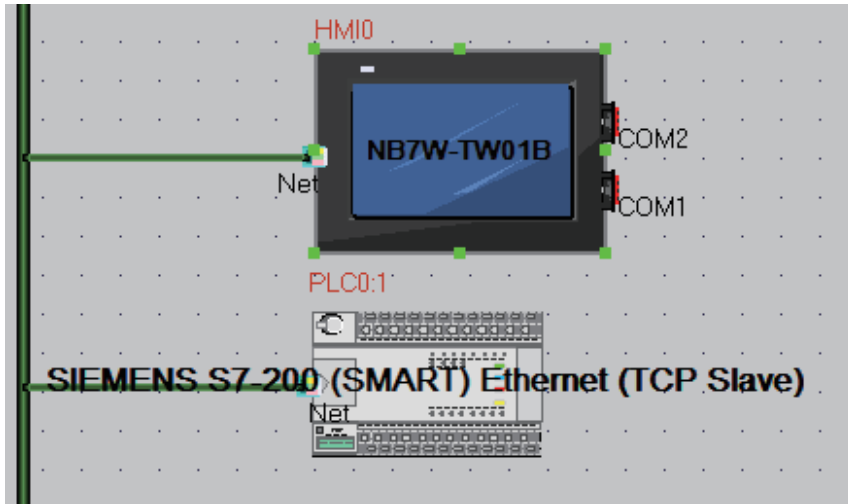 HMI0
NB7W-TW01B
COM2
Net
COM1
PLC0:1
SIEMENS S7-200 (SMART) Ethernet (TCP Slave)
Net